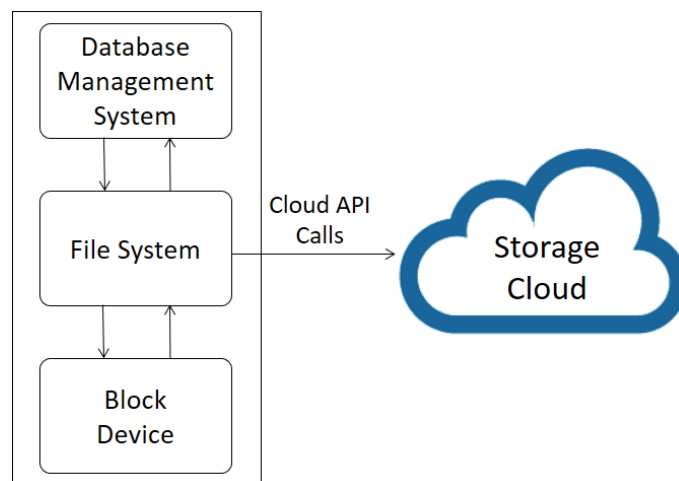 Database
Management
System
File System
Cloud API
Calls
Storage
Cloud
Block
Device